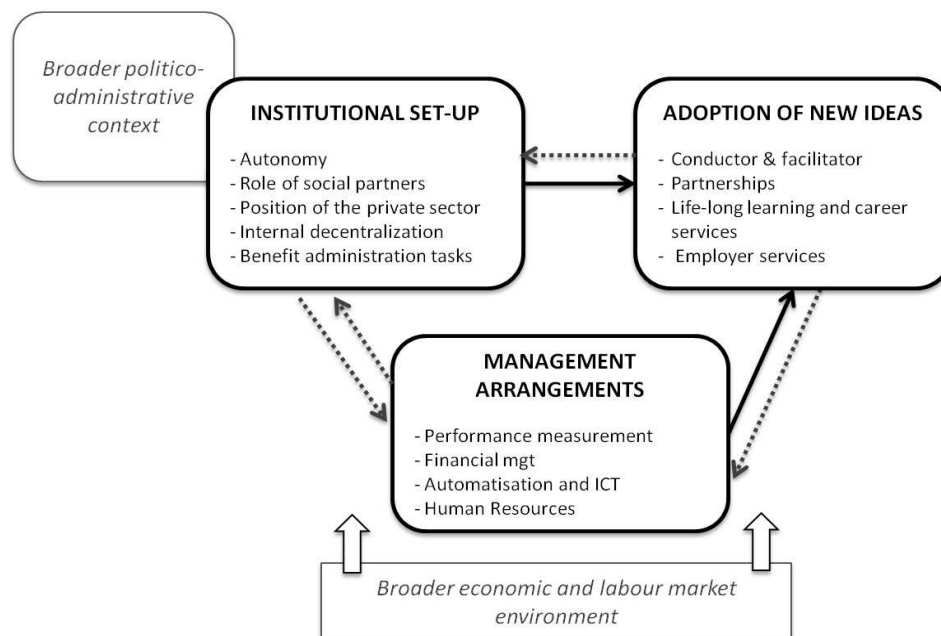 Broader politico-
administrative
context
INSTITUTIONAL SET-UP
- Autonomy
- Role of social partners
- Position of the private sector
- Internal decentralization
- Benefit administration tasks
ADOPTION OF NEW IDEAS
- Conductor & facilitator
- Partnerships
- Life-long learning and career
services
- Employer services
MANAGEMENT
ARRANGEMENTS
- Performance measurement
- Financial mgt
- Automatisation and ICT
- Human Resources
Broader economic and labour market
environment